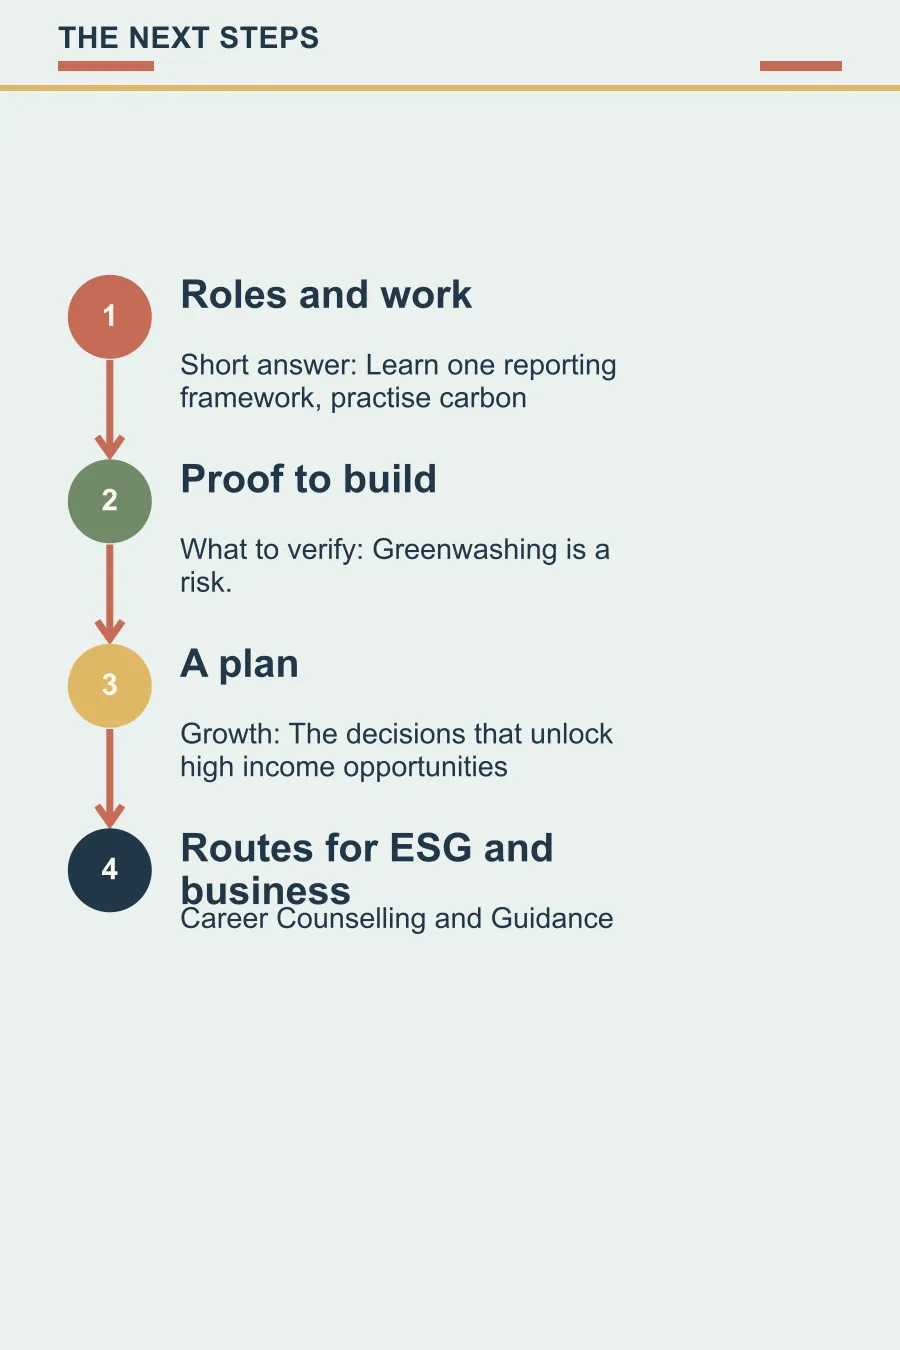 THE NEXT STEPS
1
Roles and work
Short answer: Learn one reporting
framework, practise carbon
2
Proof to build
What to verify: Greenwashing is a
risk.
3
A plan
Growth: The decisions that unlock
high income opportunities
4
Routes for ESG and
business
Career Counselling and Guidance